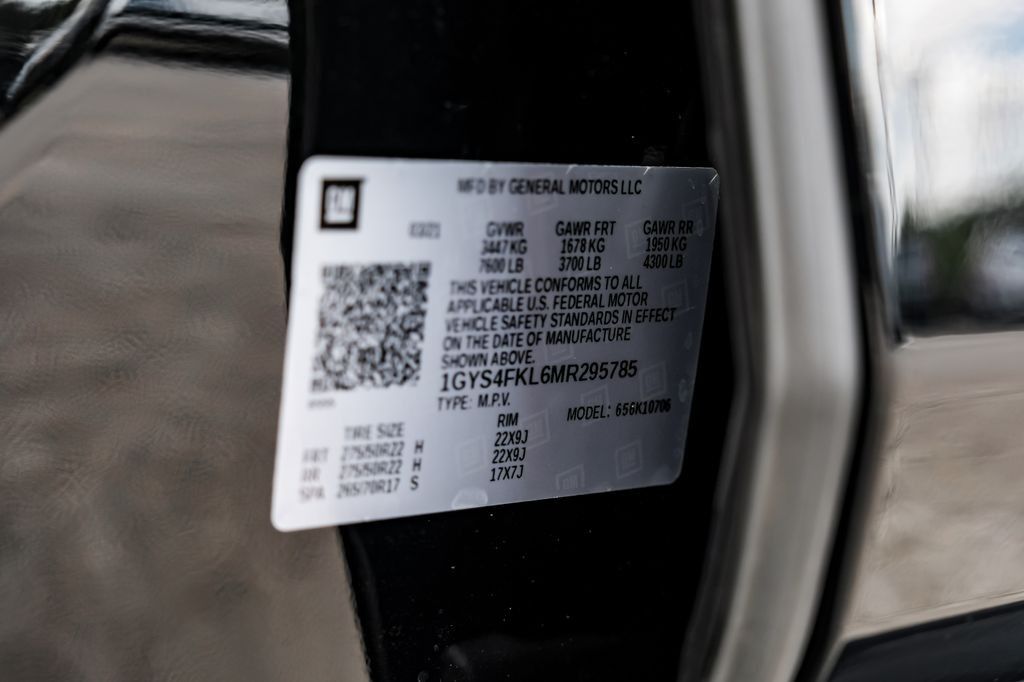 GM
MFD BY GENERAL MOTORS LLC
03/21 GVWR GAWR FRT GAWR RR
3447 KG 1678 KG 1950 KG
7600 LB 3700 LB 4300 LB
THIS VEHICLE CONFORMS TO ALL
APPLICABLE U.S. FEDERAL MOTOR
VEHICLE SAFETY STANDARDS IN EFFECT
ON THE DATE OF MANUFACTURE
SHOWN ABOVE.
1GYS4FKL6MR295785
TYPE: M.P.V. MODEL: 656K10706
TIRE SIZE RIM
FRT 275/50R22 H 22X9J
RR 275/50R22 H 22X9J
SPA 265/70R17 S 17X7J